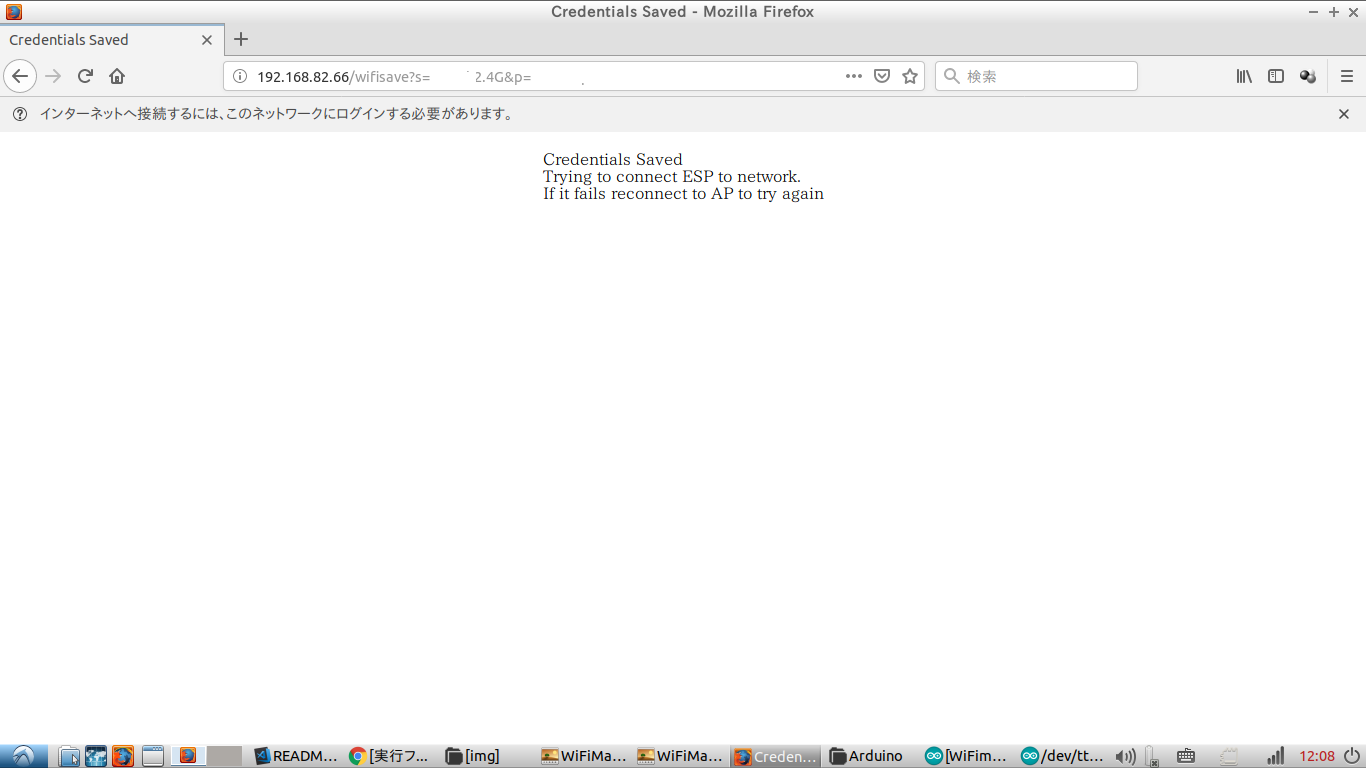 Credentials Saved - Mozilla Firefox
Credentials Saved
192.168.82.66/wifisave?s= 2.4G&p=
検索
インターネットへ接続するには、このネットワークにログインする必要があります。
Credentials Saved
Trying to connect ESP to network.
If it fails reconnect to AP to try again
READM... [実行フ... [img] WiFiMa... WiFiMa... Creden... Arduino [WiFim... /dev/tt... 12:08